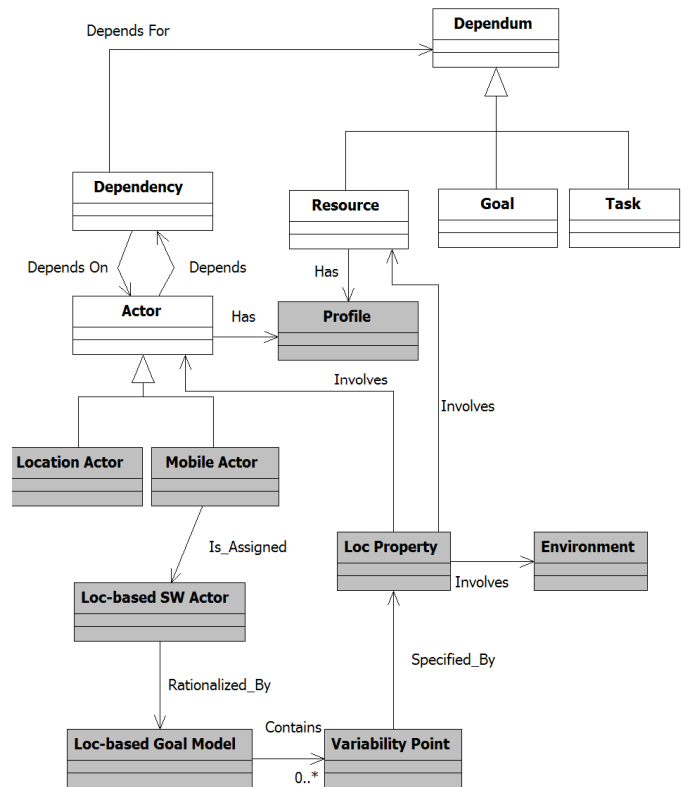 Dependum
Depends For
Dependency
Resource
Goal
Task
Depends On
Depends
Has
Actor
Has
Profile
Involves
Involves
Location Actor
Mobile Actor
Is_Assigned
Loc Property
Environment
Involves
Loc-based SW Actor
Specified_By
Rationalized_By
Contains
Loc-based Goal Model
Variability Point
0..*